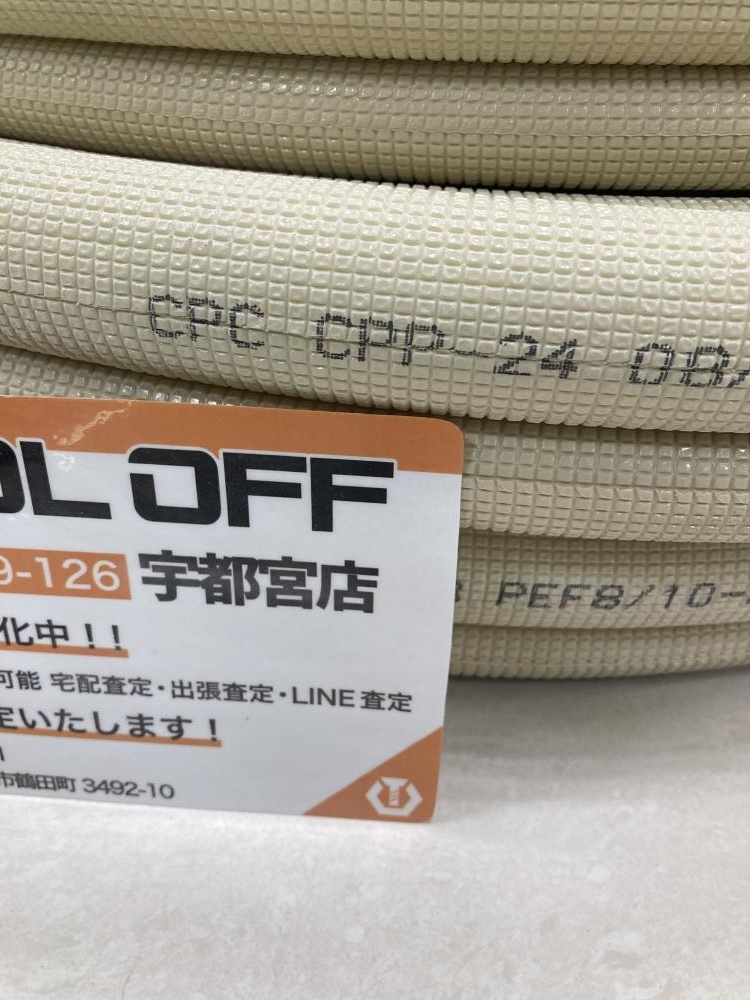 CPC CPP-24 08/
OL OFF
9-126 宇都宮店
化中!!
可能 宅配査定・出張査定・LINE査定
定いたします!
市鶴田町 3492-10
PEF8/10-